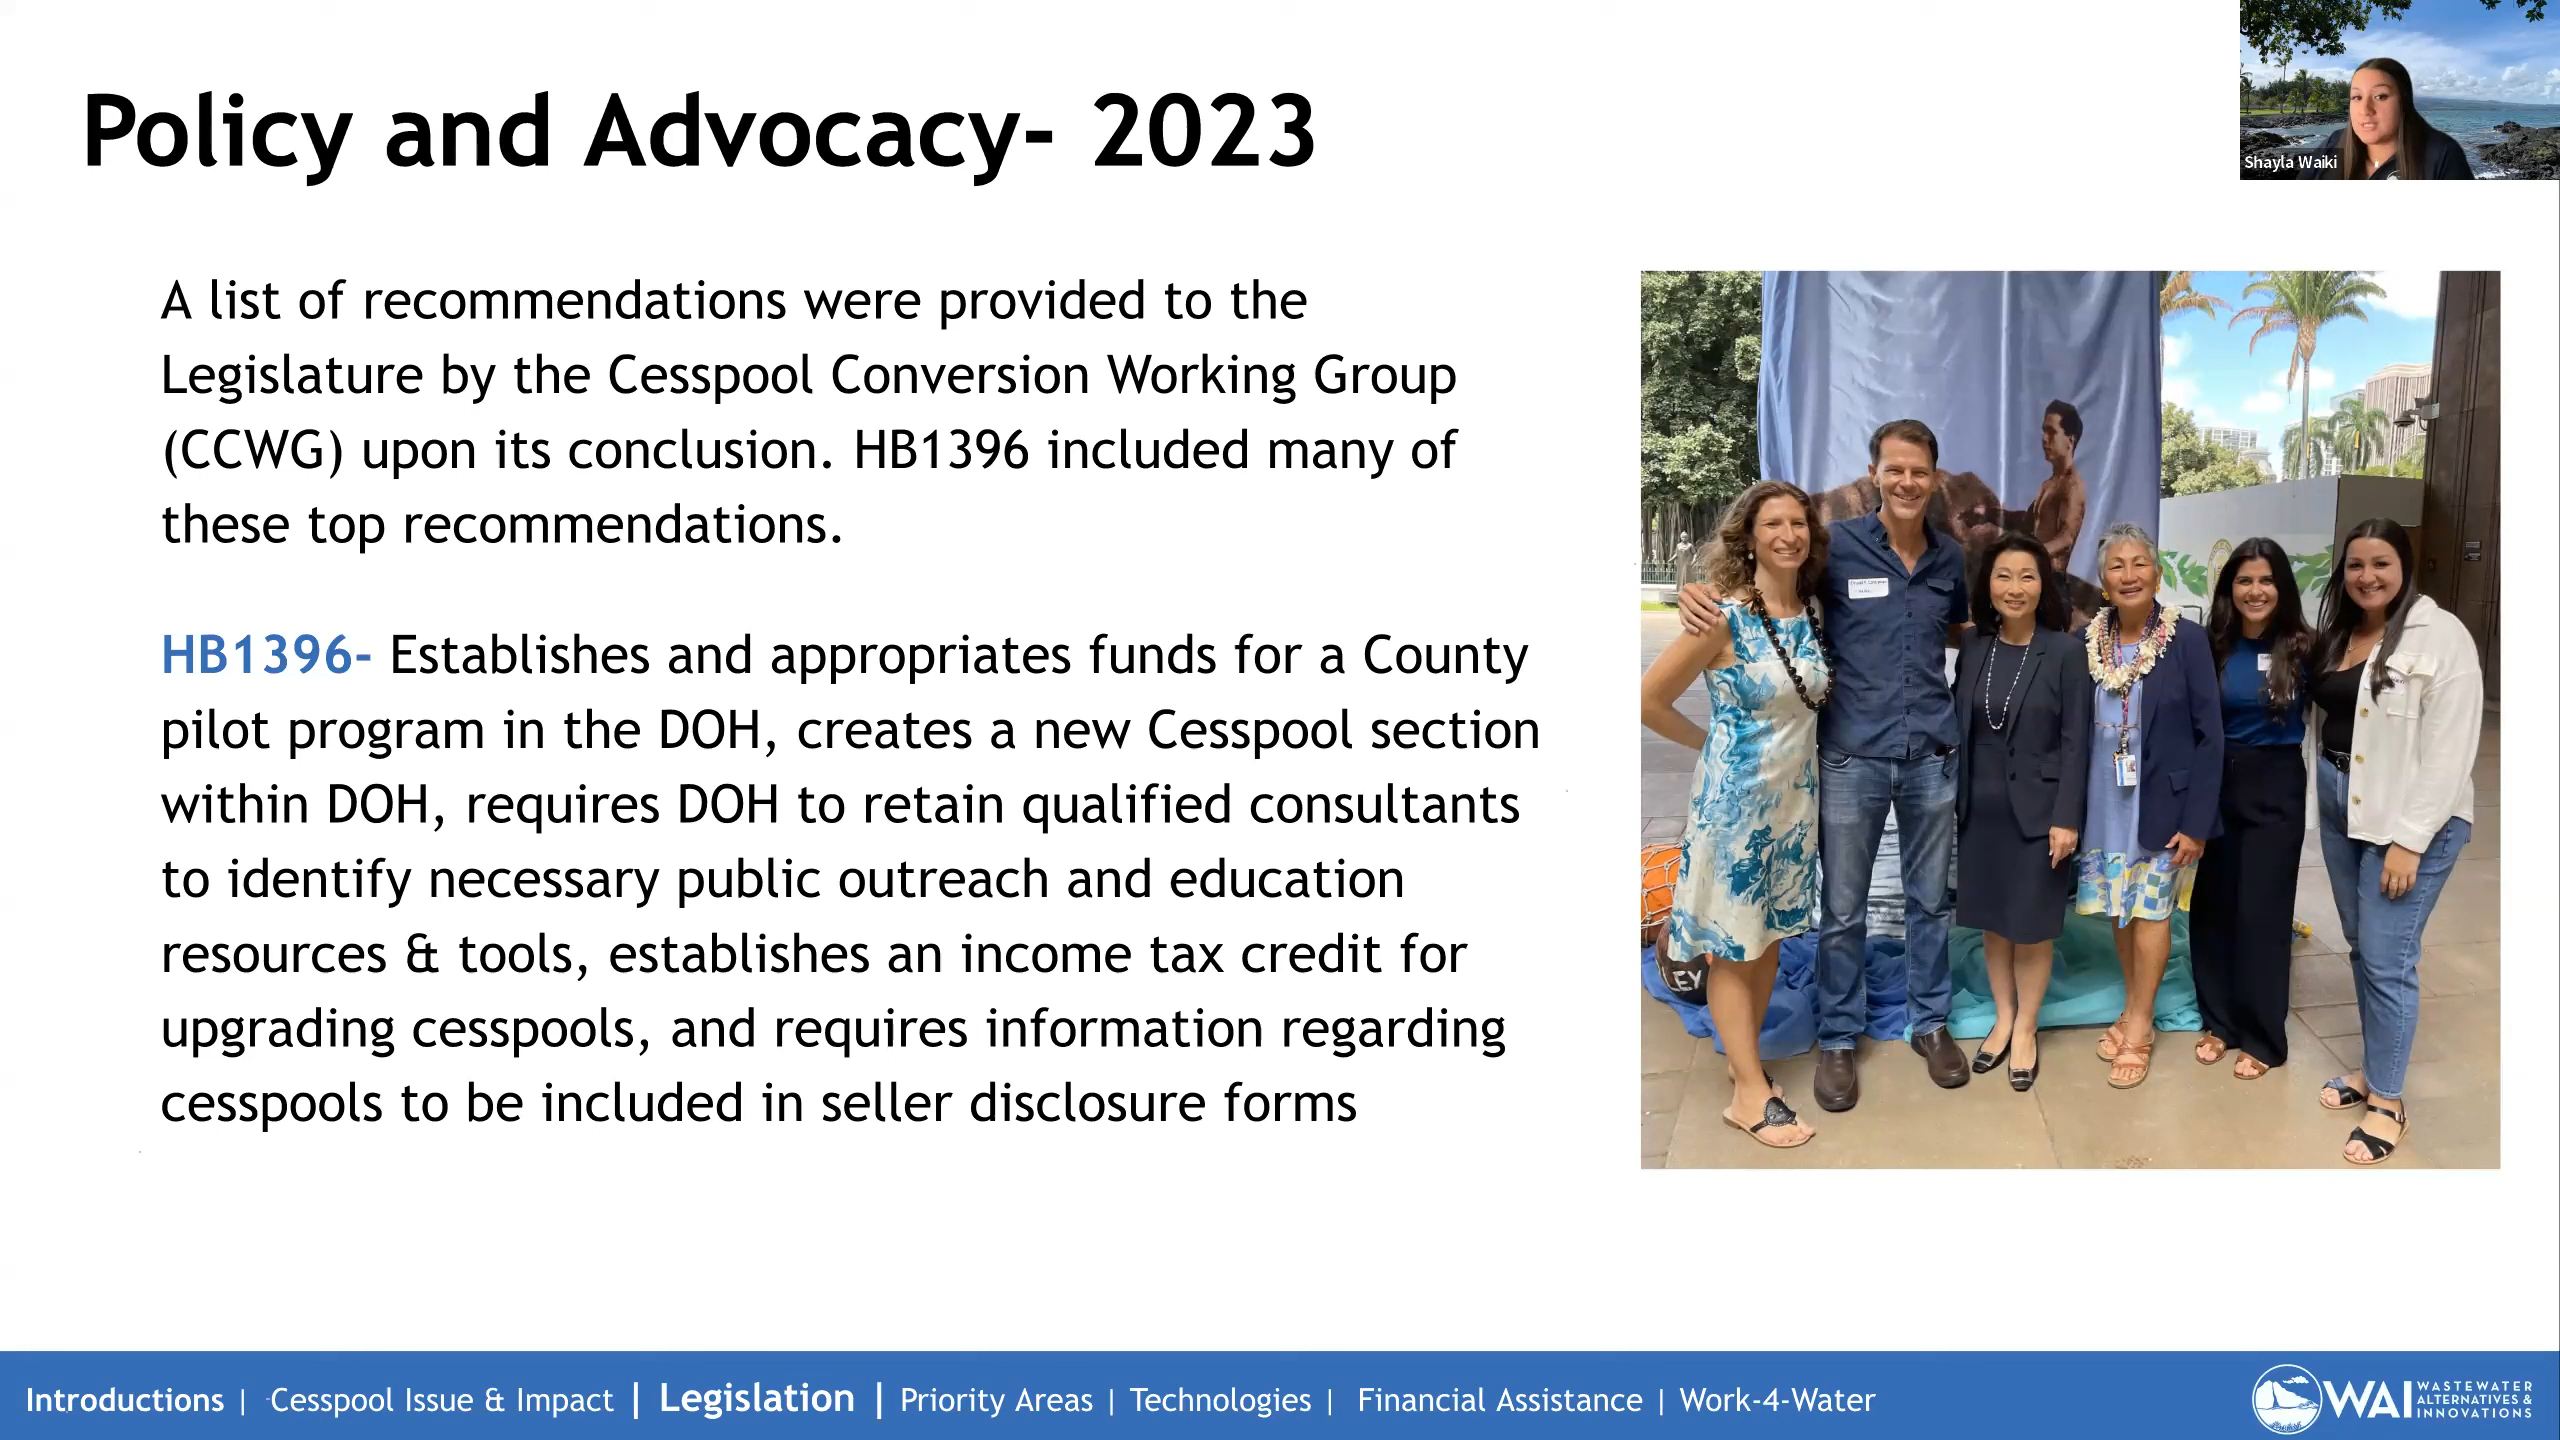 Policy and Advocacy- 2023
Shayla Waiki
A list of recommendations were provided to the
Legislature by the Cesspool Conversion Working Group
(CCWG) upon its conclusion. HB1396 included many of
these top recommendations.
HB1396- Establishes and appropriates funds for a County
pilot program in the DOH, creates a new Cesspool section
within DOH, requires DOH to retain qualified consultants
to identify necessary public outreach and education
resources & tools, establishes an income tax credit for
upgrading cesspools, and requires information regarding
cesspools to be included in seller disclosure forms
LEY
Introductions | Cesspool Issue & Impact | Legislation | Priority Areas | Technologies | Financial Assistance | Work-4-Water
WAI
WASTEWATER
ALTERNATIVES &
INNOVATIONS